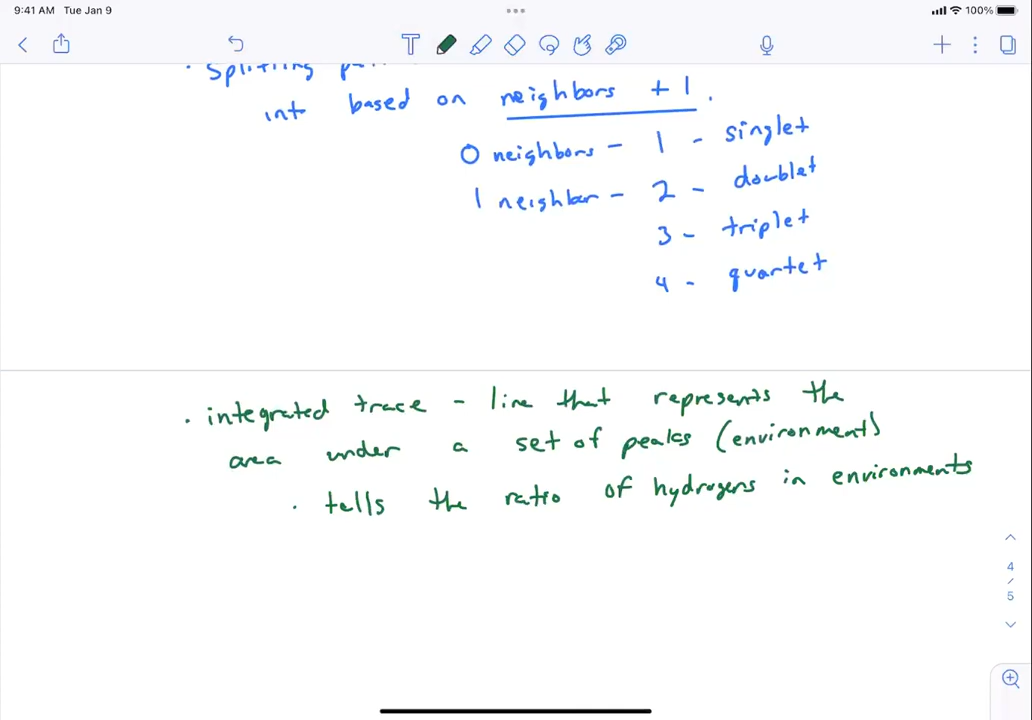 9:41 AM Tue Jan 9
100%
T
• Splitting
int based on neighbors + 1.
0 neighbors - 1 - singlet
1 neighbor - 2 - doublet
3 - triplet
4 - quartet
• integrated trace - line that represents the
area under a set of peaks (environment)
• tells the ratio of hydrogens in environments
4
/
5